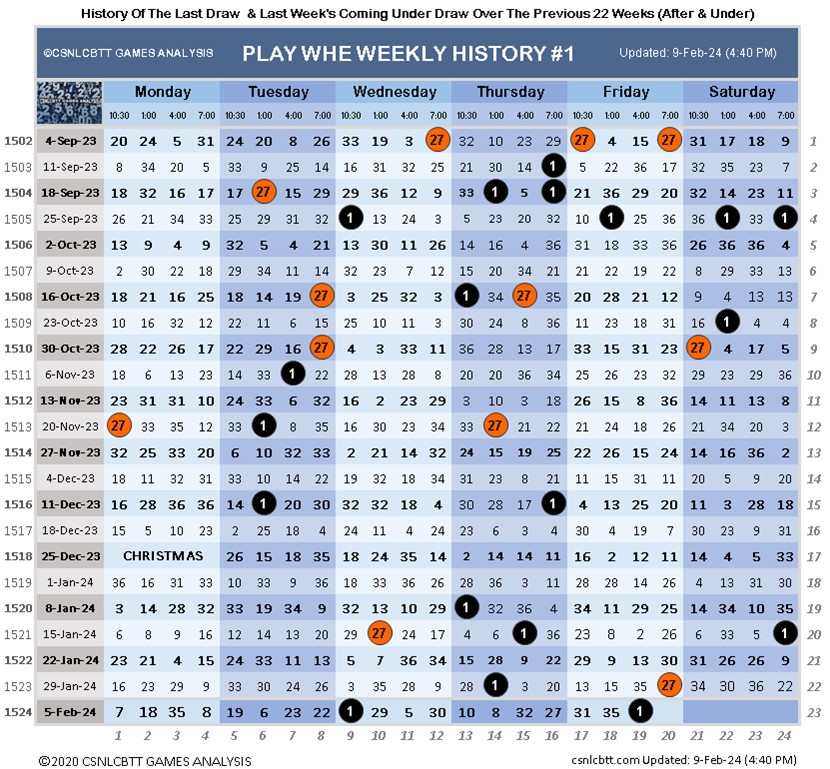 History Of The Last Draw & Last Week's Coming Under Draw Over The Previous 22 Weeks (After & Under)
©CSNLCBTT GAMES ANALYSIS PLAY WHE WEEKLY HISTORY #1 Updated: 9-Feb-24 (4:40 PM)
CSNLCBTT GAMES ANALYSIS Monday Tuesday Wednesday Thursday Friday Saturday
10:30 1:00 4:00 7:00 10:30 1:00 4:00 7:00 10:30 1:00 4:00 7:00 10:30 1:00 4:00 7:00 10:30 1:00 4:00 7:00 10:30 1:00 4:00 7:00
1502 4-Sep-23 20 24 5 31 24 20 8 26 33 19 3 27 32 10 23 29 27 4 15 27 31 17 18 9 1
1503 11-Sep-23 8 34 20 5 33 9 25 14 16 31 32 25 21 30 14 1 5 22 36 17 32 35 23 7 2
1504 18-Sep-23 18 32 16 17 17 27 15 29 29 36 12 9 33 1 5 1 21 36 29 20 32 14 23 11 3
1505 25-Sep-23 26 21 34 33 25 29 31 32 1 13 24 3 5 23 20 32 10 1 25 36 36 1 33 1 4
1506 2-Oct-23 13 9 4 9 32 5 4 21 13 30 11 26 14 16 4 36 31 18 33 36 26 36 36 4 5
1507 9-Oct-23 2 30 22 18 29 34 11 14 32 23 7 12 15 20 34 21 21 22 19 22 8 29 33 13 6
1508 16-Oct-23 18 21 16 25 18 14 19 27 3 25 32 3 1 34 27 35 20 28 21 12 9 4 13 13 7
1509 23-Oct-23 10 16 32 12 22 11 6 15 25 10 11 3 30 24 8 36 11 23 18 31 16 1 4 4 8
1510 30-Oct-23 28 22 26 17 22 29 16 27 4 3 33 11 36 28 13 17 33 15 31 23 27 4 17 5 9
1511 6-Nov-23 18 6 13 23 14 33 1 22 28 13 28 8 20 20 36 34 25 26 23 32 29 23 29 36 10
1512 13-Nov-23 23 31 31 10 24 33 6 32 16 2 23 29 3 10 3 18 26 15 8 36 14 11 13 8 11
1513 20-Nov-23 27 33 35 12 33 1 8 35 16 30 23 34 33 27 21 22 21 24 18 26 21 34 20 3 12
1514 27-Nov-23 32 25 33 20 6 10 32 33 2 21 14 32 24 15 19 25 22 26 15 24 14 16 36 2 13
1515 4-Dec-23 18 11 32 31 33 10 14 22 19 34 18 32 31 23 8 21 11 15 4 11 20 5 9 20 14
1516 11-Dec-23 16 28 36 36 14 1 20 30 32 32 18 4 30 28 17 1 4 13 25 20 11 3 28 18 15
1517 18-Dec-23 15 5 10 23 2 25 18 4 24 11 4 24 23 6 3 4 30 4 19 7 30 23 9 31 16
1518 25-Dec-23 CHRISTMAS 26 15 18 35 18 24 35 14 2 14 14 11 16 2 12 11 14 4 5 33 17
1519 1-Jan-24 36 16 31 33 10 33 9 36 18 33 36 26 28 36 3 11 28 28 14 26 4 13 31 30 18
1520 8-Jan-24 3 14 28 32 33 19 34 9 32 13 10 29 1 32 36 4 34 11 29 25 14 34 10 35 19
1521 15-Jan-24 6 8 9 16 12 14 13 20 29 27 24 17 4 6 1 36 23 8 2 26 6 33 5 1 20
1522 22-Jan-24 23 21 4 15 24 33 11 13 5 7 36 34 15 28 9 22 29 9 13 30 31 26 26 9 21
1523 29-Jan-24 16 23 29 9 33 30 24 26 3 35 28 9 28 1 3 20 13 15 35 27 34 30 36 22 22
1524 5-Feb-24 7 18 35 8 19 6 23 22 1 29 5 30 10 8 32 27 31 35 1 23
1 2 3 4 5 6 7 8 9 10 11 12 13 14 15 16 17 18 19 20 21 22 23 24
©2020 CSNLCBTT GAMES ANALYSIS csnlcbtt.com Updated: 9-Feb-24 (4:40 PM)